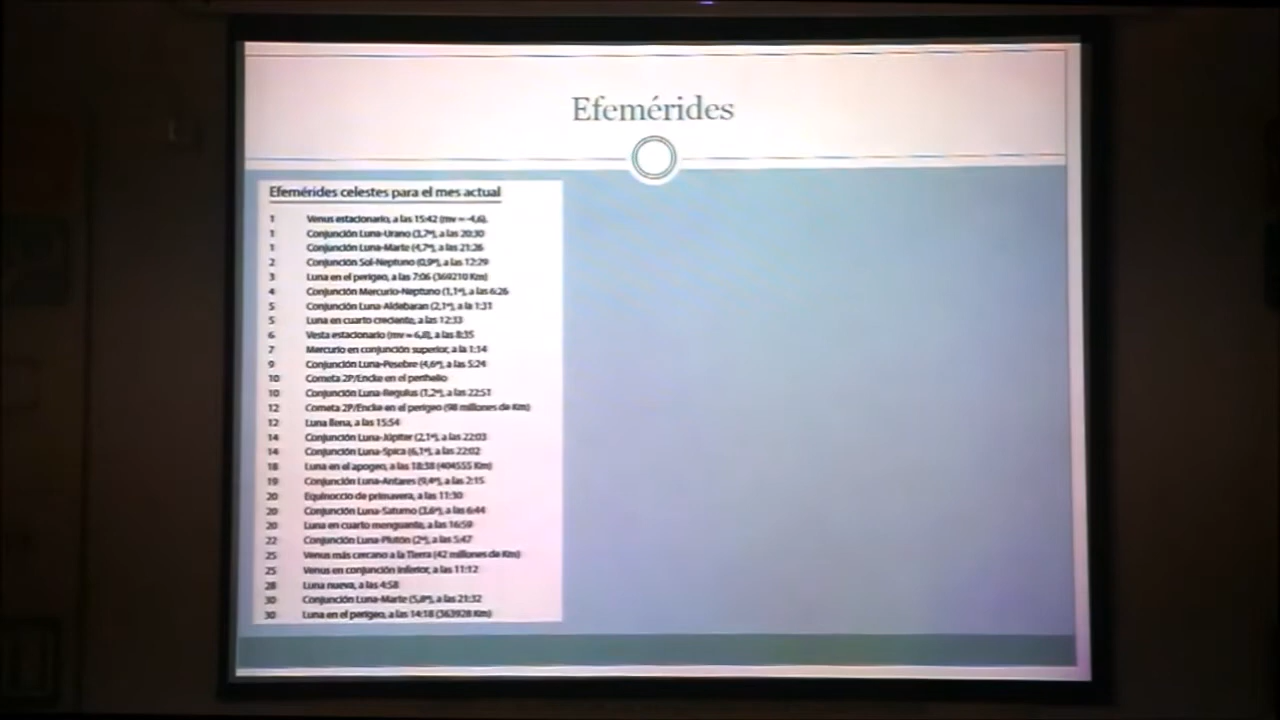 Efemérides
Efemérides celestes para el mes actual
1 Venus estacionario, a las 15:42 (mv = -4,6).
1 Conjunción Luna-Urano (3,7º), a las 20:30
1 Conjunción Luna-Marte (4,7º), a las 21:26
2 Conjunción Sol-Neptuno (0,9º), a las 12:29
3 Luna en el perigeo, a las 7:06 (369210 Km)
4 Conjunción Mercurio-Neptuno (1,1º), a las 6:26
5 Conjunción Luna-Aldebaran (2,1º), a la 1:31
5 Luna en cuarto creciente, a las 12:33
6 Vesta estacionario (mv = 6,8), a las 8:35
7 Mercurio en conjunción superior, a la 1:14
9 Conjunción Luna-Pesebre (4,6º), a las 5:24
10 Cometa 2P/Encke en el perihelio
10 Conjunción Luna-Regulus (1,2º), a las 22:51
12 Cometa 2P/Encke en el perigeo (98 millones de Km)
12 Luna llena, a las 15:54
14 Conjunción Luna-Júpiter (2,1º), a las 22:03
14 Conjunción Luna-Spica (6,1º), a las 22:02
18 Luna en el apogeo, a las 18:38 (404555 Km)
19 Conjunción Luna-Antares (9,4º), a las 2:15
20 Equinoccio de primavera, a las 11:30
20 Conjunción Luna-Saturno (3,6º), a las 6:44
20 Luna en cuarto menguante, a las 16:59
22 Conjunción Luna-Plutón (2º), a las 5:47
25 Venus más cercano a la Tierra (42 millones de Km)
25 Venus en conjunción inferior, a las 11:12
28 Luna nueva, a las 4:58
30 Conjunción Luna-Marte (5,8º), a las 21:32
30 Luna en el perigeo, a las 14:18 (363928 Km)